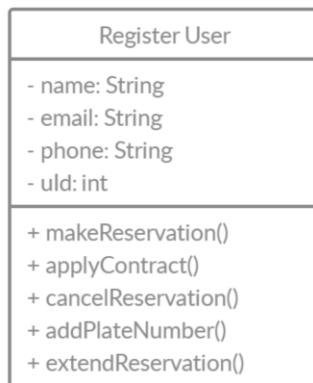 Register User
- name: String
- email: String
- phone: String
- uId: int
+ makeReservation()
+ applyContract()
+ cancelReservation()
+ addPlateNumber()
+ extendReservation()